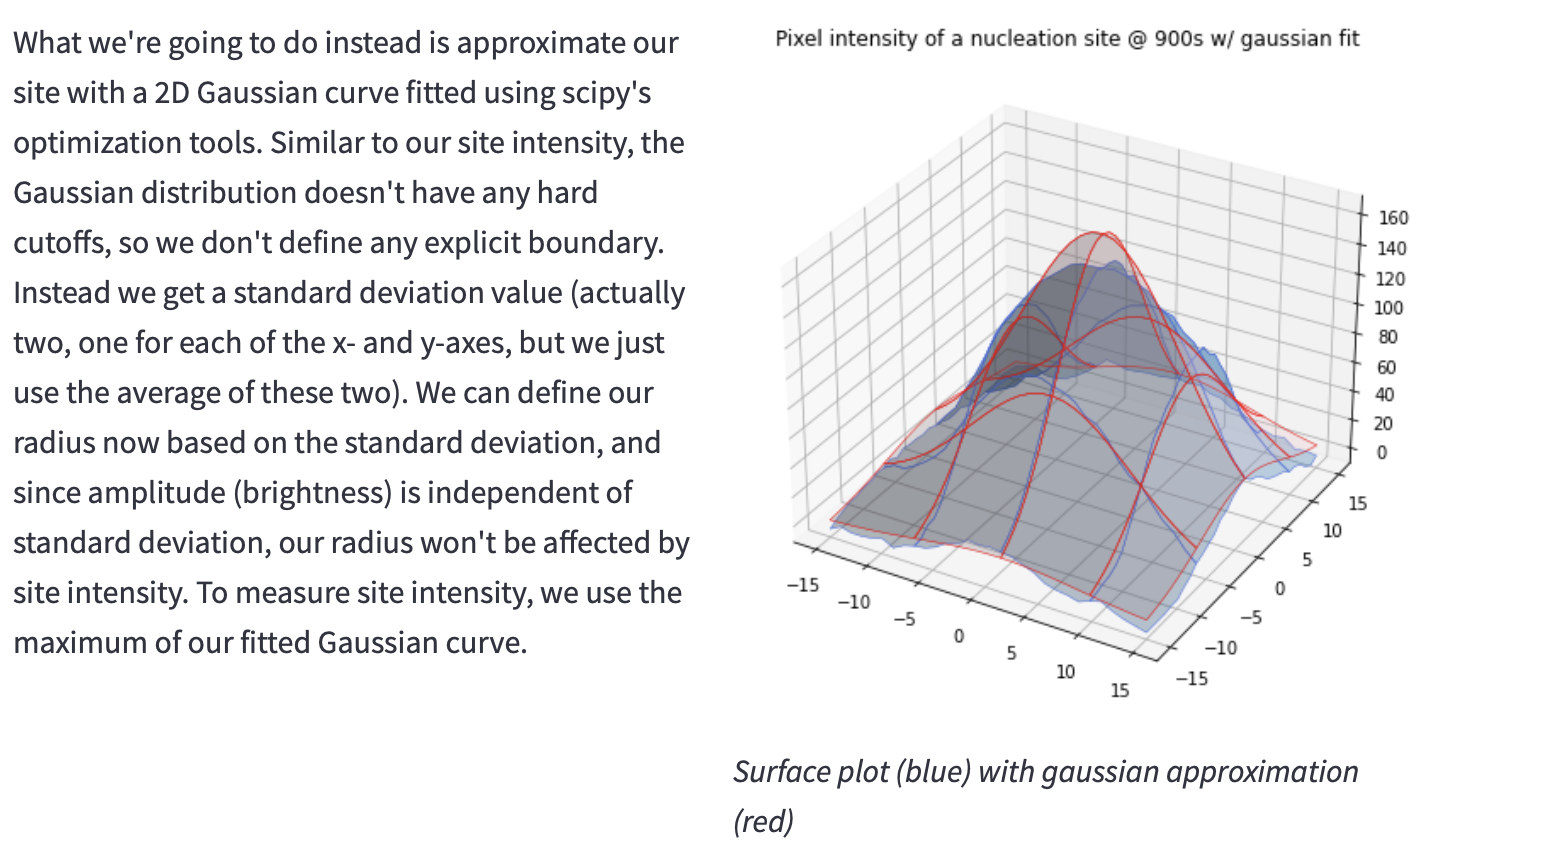 What we're going to do instead is approximate our
site with a 2D Gaussian curve fitted using scipy's
optimization tools. Similar to our site intensity, the
Gaussian distribution doesn't have any hard
cutoffs, so we don't define any explicit boundary.
Instead we get a standard deviation value (actually
two, one for each of the x- and y-axes, but we just
use the average of these two). We can define our
radius now based on the standard deviation, and
since amplitude (brightness) is independent of
standard deviation, our radius won't be affected by
site intensity. To measure site intensity, we use the
maximum of our fitted Gaussian curve.
Pixel intensity of a nucleation site @ 900s w/ gaussian fit
160
140
120
100
80
60
40
20
0
15
10
5
0
−5
−10
−15
−15
−10
−5
0
5
10
15
Surface plot (blue) with gaussian approximation
(red)